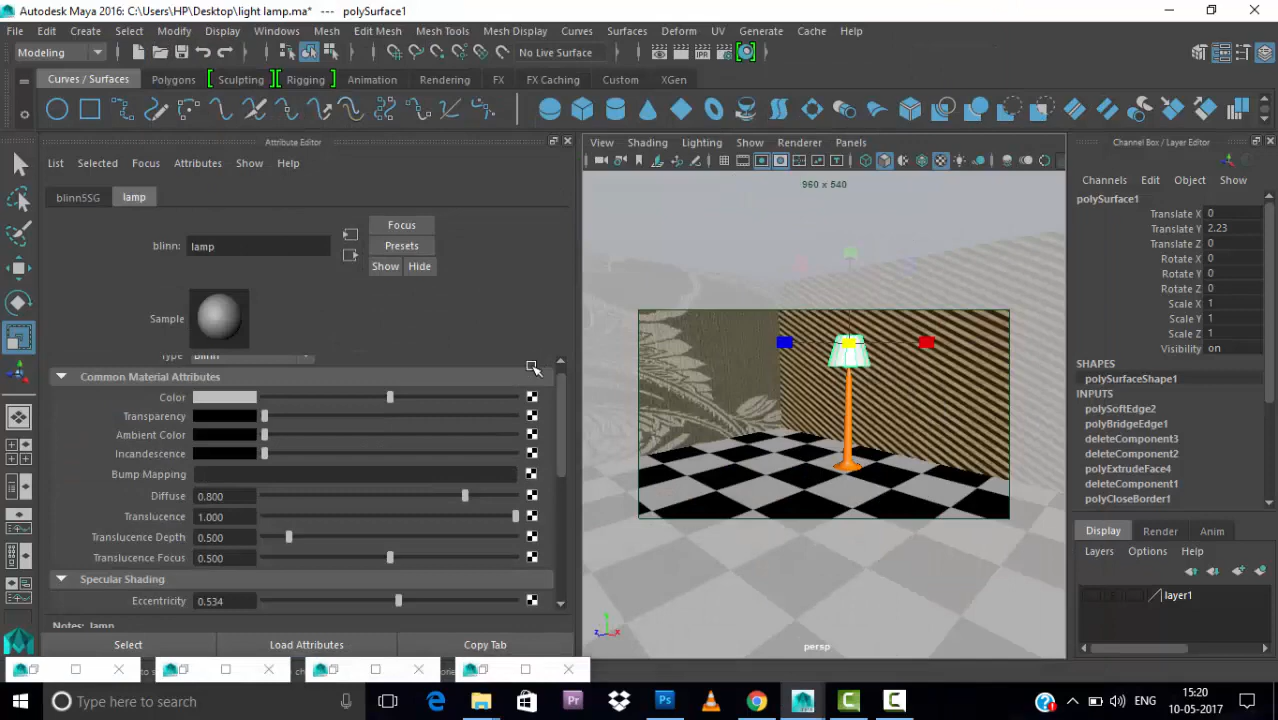 Autodesk Maya 2016: C:\Users\HP\Desktop\light lamp.ma* --- polySurface1
File Edit Create Select Modify Display Windows Mesh Edit Mesh Mesh Tools Mesh Display Curves Surfaces Deform UV Generate Cache Help
Modeling No Live Surface
Curves / Surfaces Polygons Sculpting Rigging Animation Rendering FX FX Caching Custom XGen
Attribute Editor
List Selected Focus Attributes Show Help
blinn5SG lamp
Focus
blinn: lamp Presets
Show Hide
Sample
Type Blinn
Common Material Attributes
Color
Transparency
Ambient Color
Incandescence
Bump Mapping
Diffuse 0.800
Translucence 1.000
Translucence Depth 0.500
Translucence Focus 0.500
Specular Shading
Eccentricity 0.534
Notes: lamp
Select Load Attributes Copy Tab
View Shading Lighting Show Renderer Panels
960 x 540
persp
Channel Box / Layer Editor
Channels Edit Object Show
polySurface1
Translate X 0
Translate Y 2.23
Translate Z 0
Rotate X 0
Rotate Y 0
Rotate Z 0
Scale X 1
Scale Y 1
Scale Z 1
Visibility on
SHAPES
polySurfaceShape1
INPUTS
polySoftEdge2
polyBridgeEdge1
deleteComponent3
deleteComponent2
polyExtrudeFace4
deleteComponent1
polyCloseBorder1
Display Render Anim
Layers Options Help
layer1
Type here to search
ENG
15:20
10-05-2017